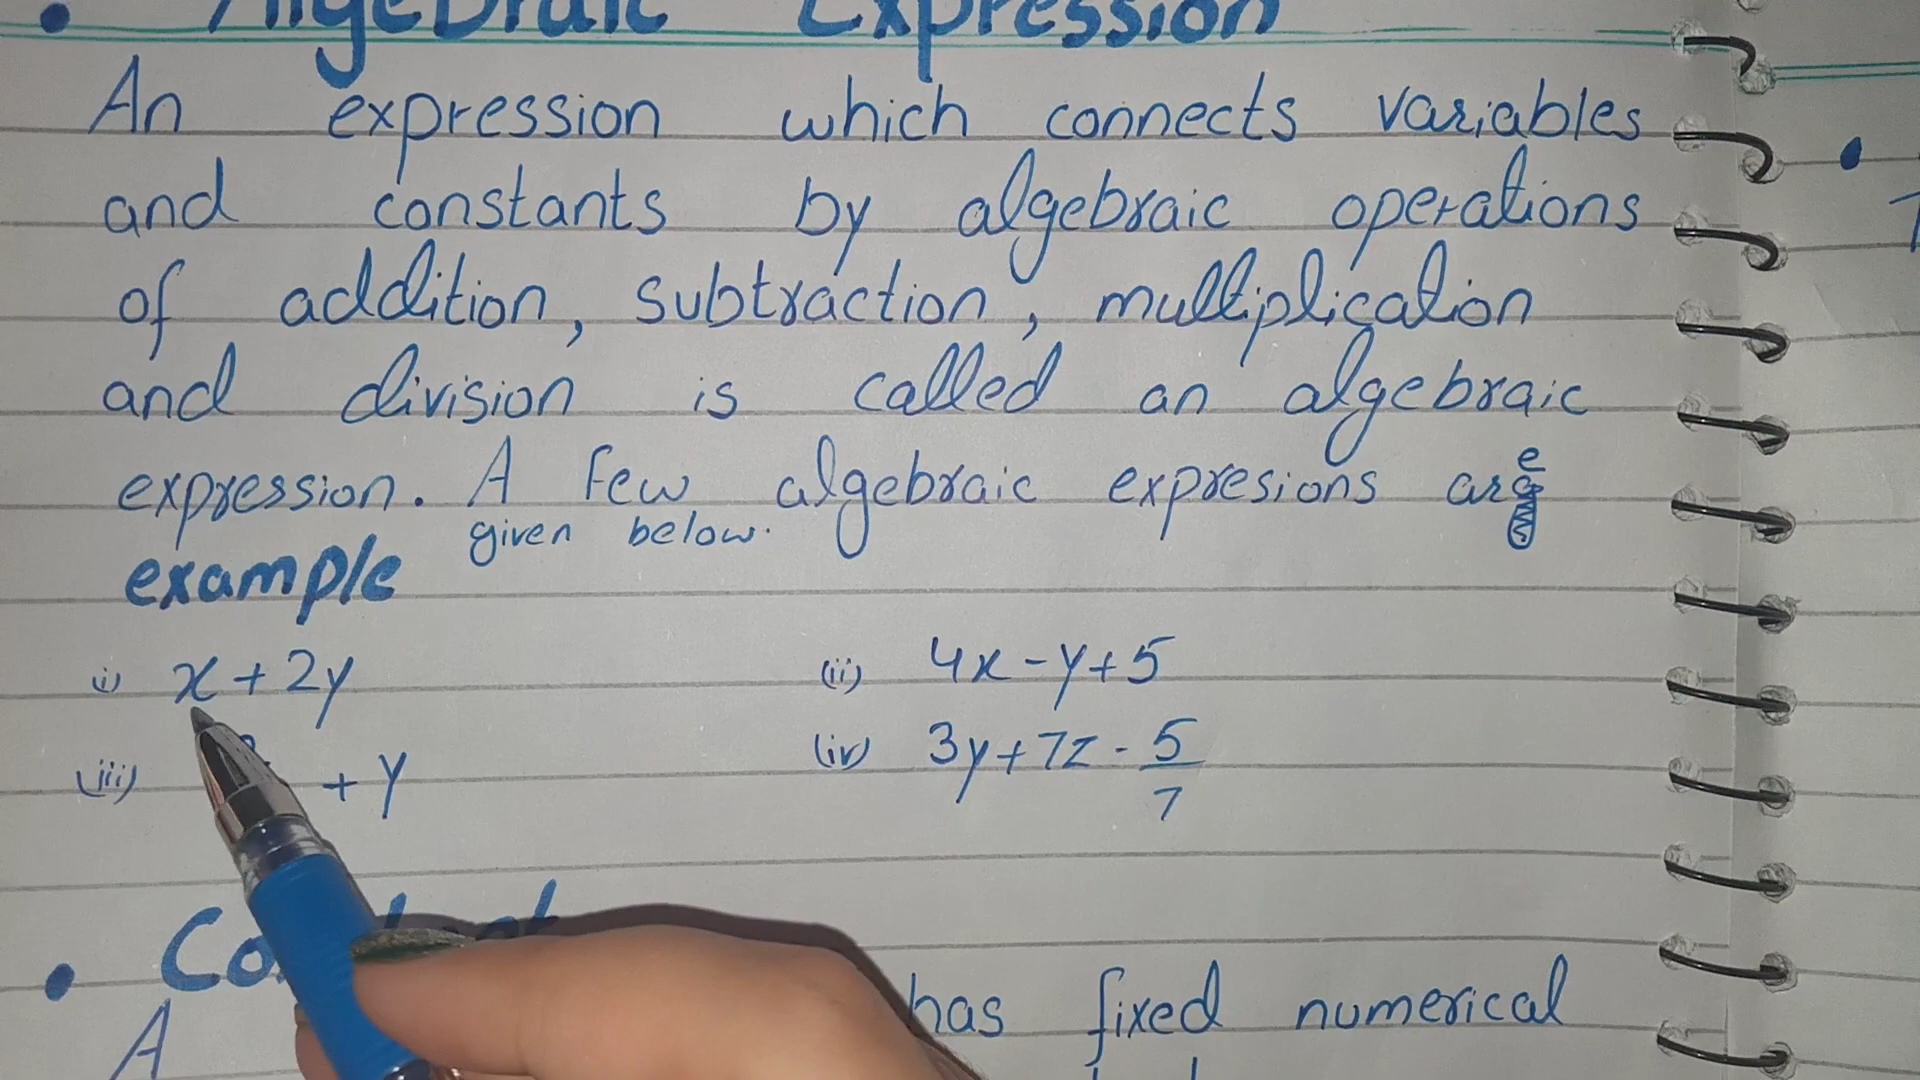 • Algebraic Expression
An expression which connects variables
and constants by algebraic operations
of addition, subtraction, multiplication
and division is called an algebraic
expression. A few algebraic expresions are
given below.
example
i) x + 2y (ii) 4x - y + 5
(iii) + y (iv) 3y + 7z - 5/7
•
A has fixed numerical